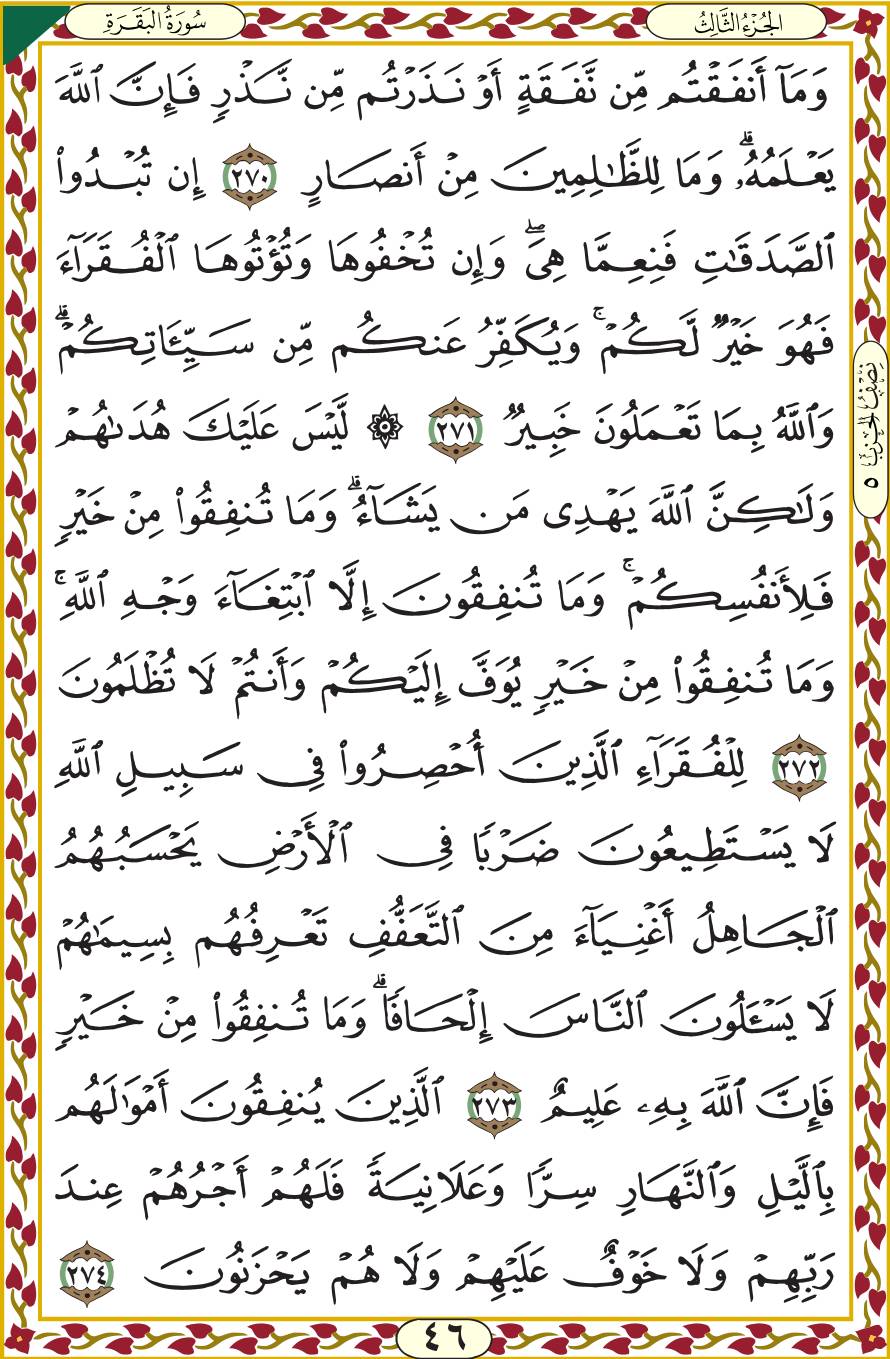 الجُزْءُ الثَّالِثُ
سُورَةُ البَقَرَةِ
وَمَآ أَنفَقْتُم مِّن نَّفَقَةٍ أَوْ نَذَرْتُم مِّن نَّذْرٍ فَإِنَّ ٱللَّهَ
يَعْلَمُهُۥۗ وَمَا لِلظَّٰلِمِينَ مِنْ أَنصَارٍ ٢٧٠ إِن تُبْدُوا۟
ٱلصَّدَقَٰتِ فَنِعِمَّا هِىَۖ وَإِن تُخْفُوهَا وَتُؤْتُوهَا ٱلْفُقَرَآءَ
فَهُوَ خَيْرٌ لَّكُمْۚ وَيُكَفِّرُ عَنكُم مِّن سَيِّـَٔاتِكُمْۗ
وَٱللَّهُ بِمَا تَعْمَلُونَ خَبِيرٌ ٢٧١ ۞ لَّيْسَ عَلَيْكَ هُدَىٰهُمْ
وَلَٰكِنَّ ٱللَّهَ يَهْدِى مَن يَشَآءُۗ وَمَا تُنفِقُوا۟ مِنْ خَيْرٍ
فَلِأَنفُسِكُمْۚ وَمَا تُنفِقُونَ إِلَّا ٱبْتِغَآءَ وَجْهِ ٱللَّهِۚ
وَمَا تُنفِقُوا۟ مِنْ خَيْرٍ يُوَفَّ إِلَيْكُمْ وَأَنتُمْ لَا تُظْلَمُونَ
٢٧٢ لِلْفُقَرَآءِ ٱلَّذِينَ أُحْصِرُوا۟ فِى سَبِيلِ ٱللَّهِ
لَا يَسْتَطِيعُونَ ضَرْبًا فِى ٱلْأَرْضِ يَحْسَبُهُمُ
ٱلْجَاهِلُ أَغْنِيَآءَ مِنَ ٱلتَّعَفُّفِ تَعْرِفُهُم بِسِيمَٰهُمْ
لَا يَسْـَٔلُونَ ٱلنَّاسَ إِلْحَافًاۗ وَمَا تُنفِقُوا۟ مِنْ خَيْرٍ
فَإِنَّ ٱللَّهَ بِهِۦ عَلِيمٌ ٢٧٣ ٱلَّذِينَ يُنفِقُونَ أَمْوَٰلَهُم
بِٱلَّيْلِ وَٱلنَّهَارِ سِرًّا وَعَلَانِيَةً فَلَهُمْ أَجْرُهُمْ عِندَ
رَبِّهِمْ وَلَا خَوْفٌ عَلَيْهِمْ وَلَا هُمْ يَحْزَنُونَ ٢٧٤
نِصْفُ الحِزْبِ ٥
٤٦